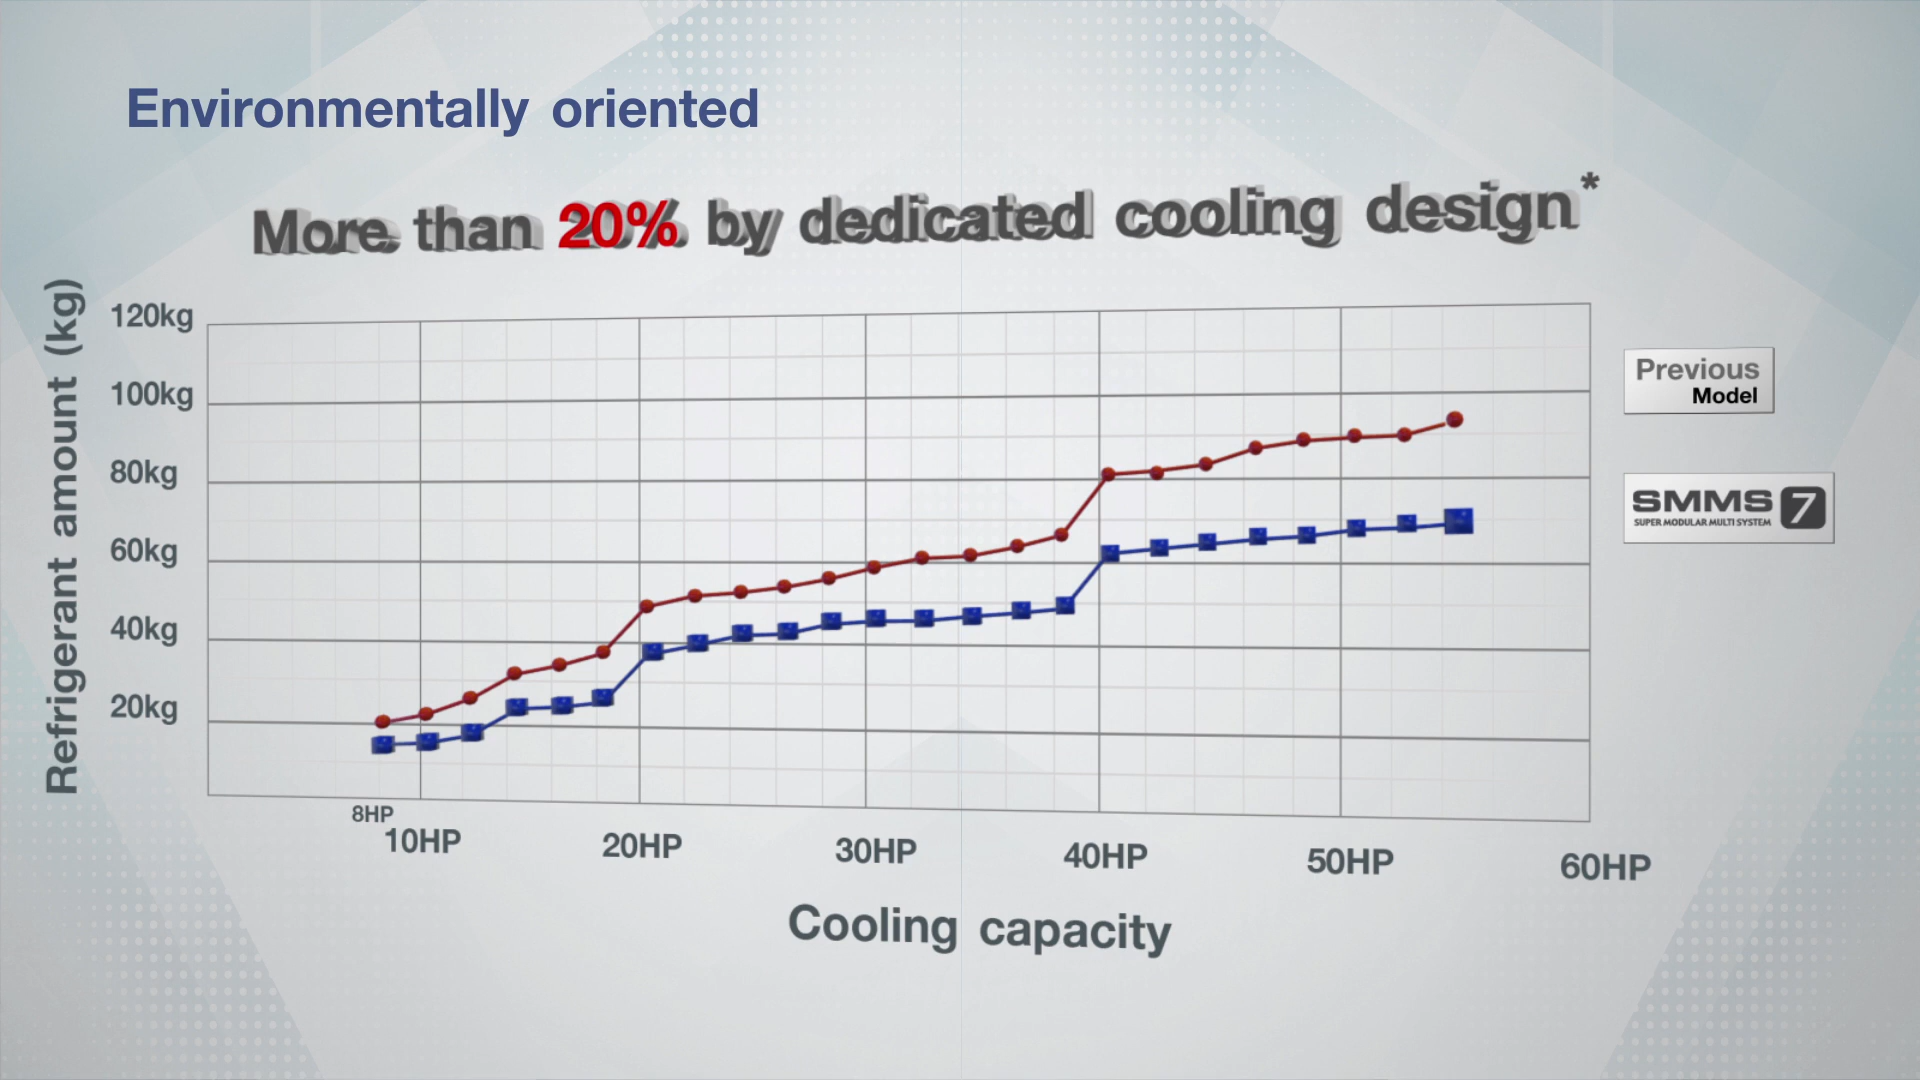 Environmentally oriented
More than 20% by dedicated cooling design*
Refrigerant amount (kg)
120kg
100kg
80kg
60kg
40kg
20kg
8HP
10HP
20HP
30HP
40HP
50HP
60HP
Cooling capacity
Previous
Model
SMMS 7
SUPER MODULAR MULTI SYSTEM